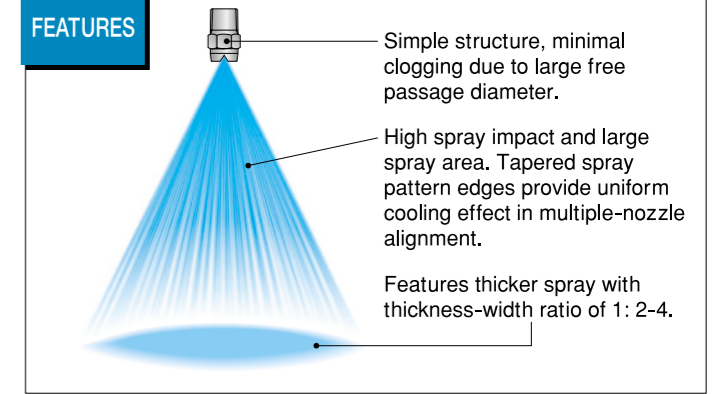 FEATURES
Simple structure, minimal
clogging due to large free
passage diameter.
High spray impact and large
spray area. Tapered spray
pattern edges provide uniform
cooling effect in multiple-nozzle
alignment.
Features thicker spray with
thickness-width ratio of 1: 2-4.